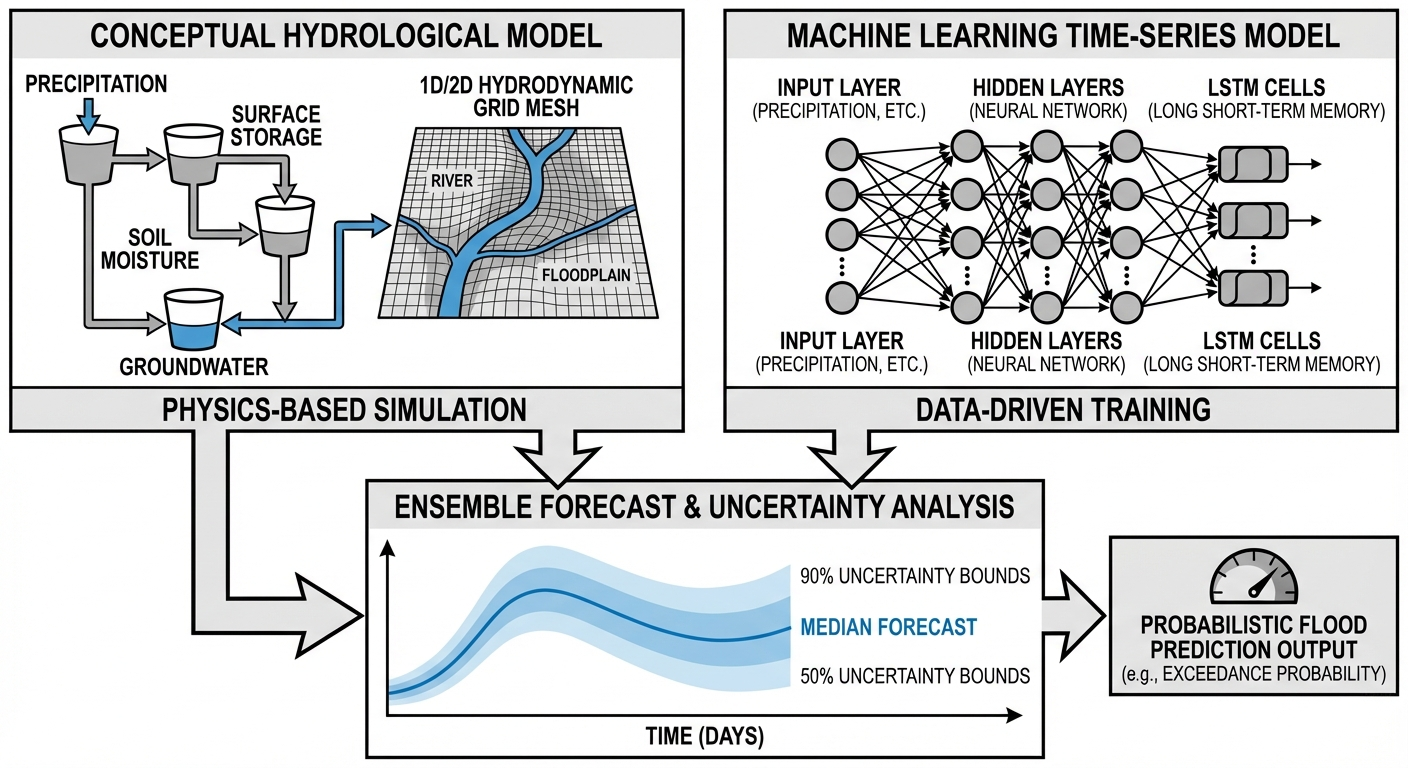 CONCEPTUAL HYDROLOGICAL MODEL
PRECIPITATION
SURFACE
STORAGE
SOIL
MOISTURE
GROUNDWATER
1D/2D HYDRODYNAMIC
GRID MESH
RIVER
FLOODPLAIN
PHYSICS-BASED SIMULATION
MACHINE LEARNING TIME-SERIES MODEL
INPUT LAYER
(PRECIPITATION, ETC.)
HIDDEN LAYERS
(NEURAL NETWORK)
LSTM CELLS
(LONG SHORT-TERM MEMORY)
INPUT LAYER
(PRECIPITATION, ETC.)
HIDDEN LAYERS
(NEURAL NETWORK)
LSTM CELLS
(LONG SHORT-TERM MEMORY)
DATA-DRIVEN TRAINING
ENSEMBLE FORECAST & UNCERTAINTY ANALYSIS
90% UNCERTAINTY BOUNDS
MEDIAN FORECAST
50% UNCERTAINTY BOUNDS
TIME (DAYS)
PROBABILISTIC FLOOD
PREDICTION OUTPUT
(e.g., EXCEEDANCE PROBABILITY)